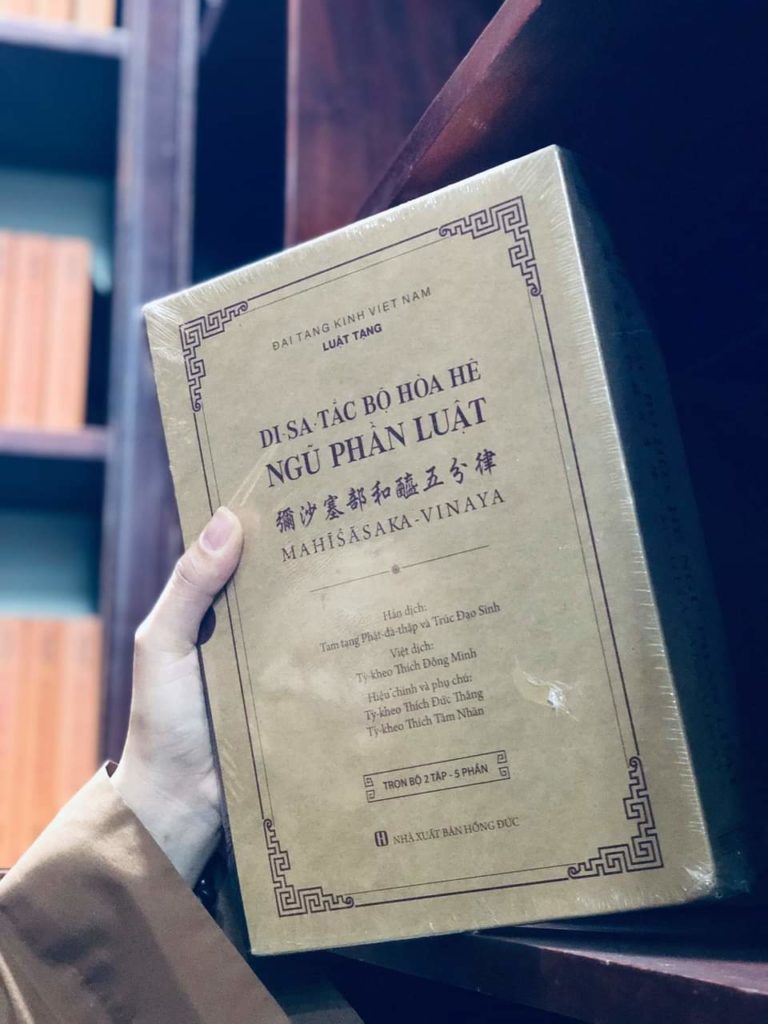 ĐẠI TẠNG KINH VIỆT NAM
LUẬT TẠNG
DI-SA-TẮC BỘ HÒA HÊ
NGŨ PHẦN LUẬT
彌沙塞部和醯五分律
MAHĪŚĀSAKA-VINAYA
Hán dịch:
Tam tạng Phật-đà-thập và Trúc Đạo Sinh
Việt dịch:
Tỳ-kheo Thích Đồng Minh
Hiệu chính và phụ chú:
Tỳ-kheo Thích Đức Thắng
Tỳ-kheo Thích Tâm Nhãn
TRỌN BỘ 2 TẬP - 5 PHẦN
NHÀ XUẤT BẢN HỒNG ĐỨC